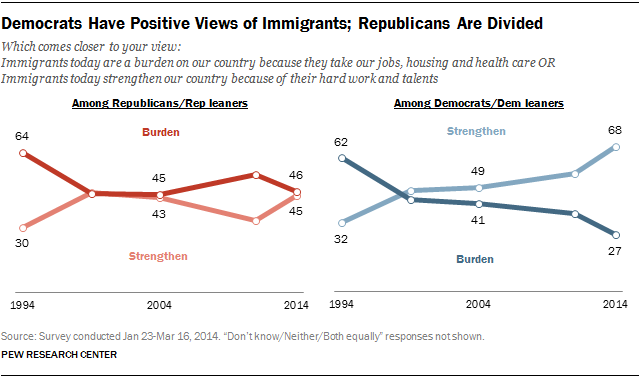 Democrats Have Positive Views of Immigrants; Republicans Are Divided
Which comes closer to your view:
Immigrants today are a burden on our country because they take our jobs, housing and health care OR
Immigrants today strengthen our country because of their hard work and talents
Among Republicans/Rep leaners
Burden
64
45
46
43
45
30
Strengthen
1994
2004
2014
Among Democrats/Dem leaners
Strengthen
68
62
49
41
32
27
Burden
1994
2004
2014
Source: Survey conducted Jan 23-Mar 16, 2014. “Don’t know/Neither/Both equally” responses not shown.
PEW RESEARCH CENTER